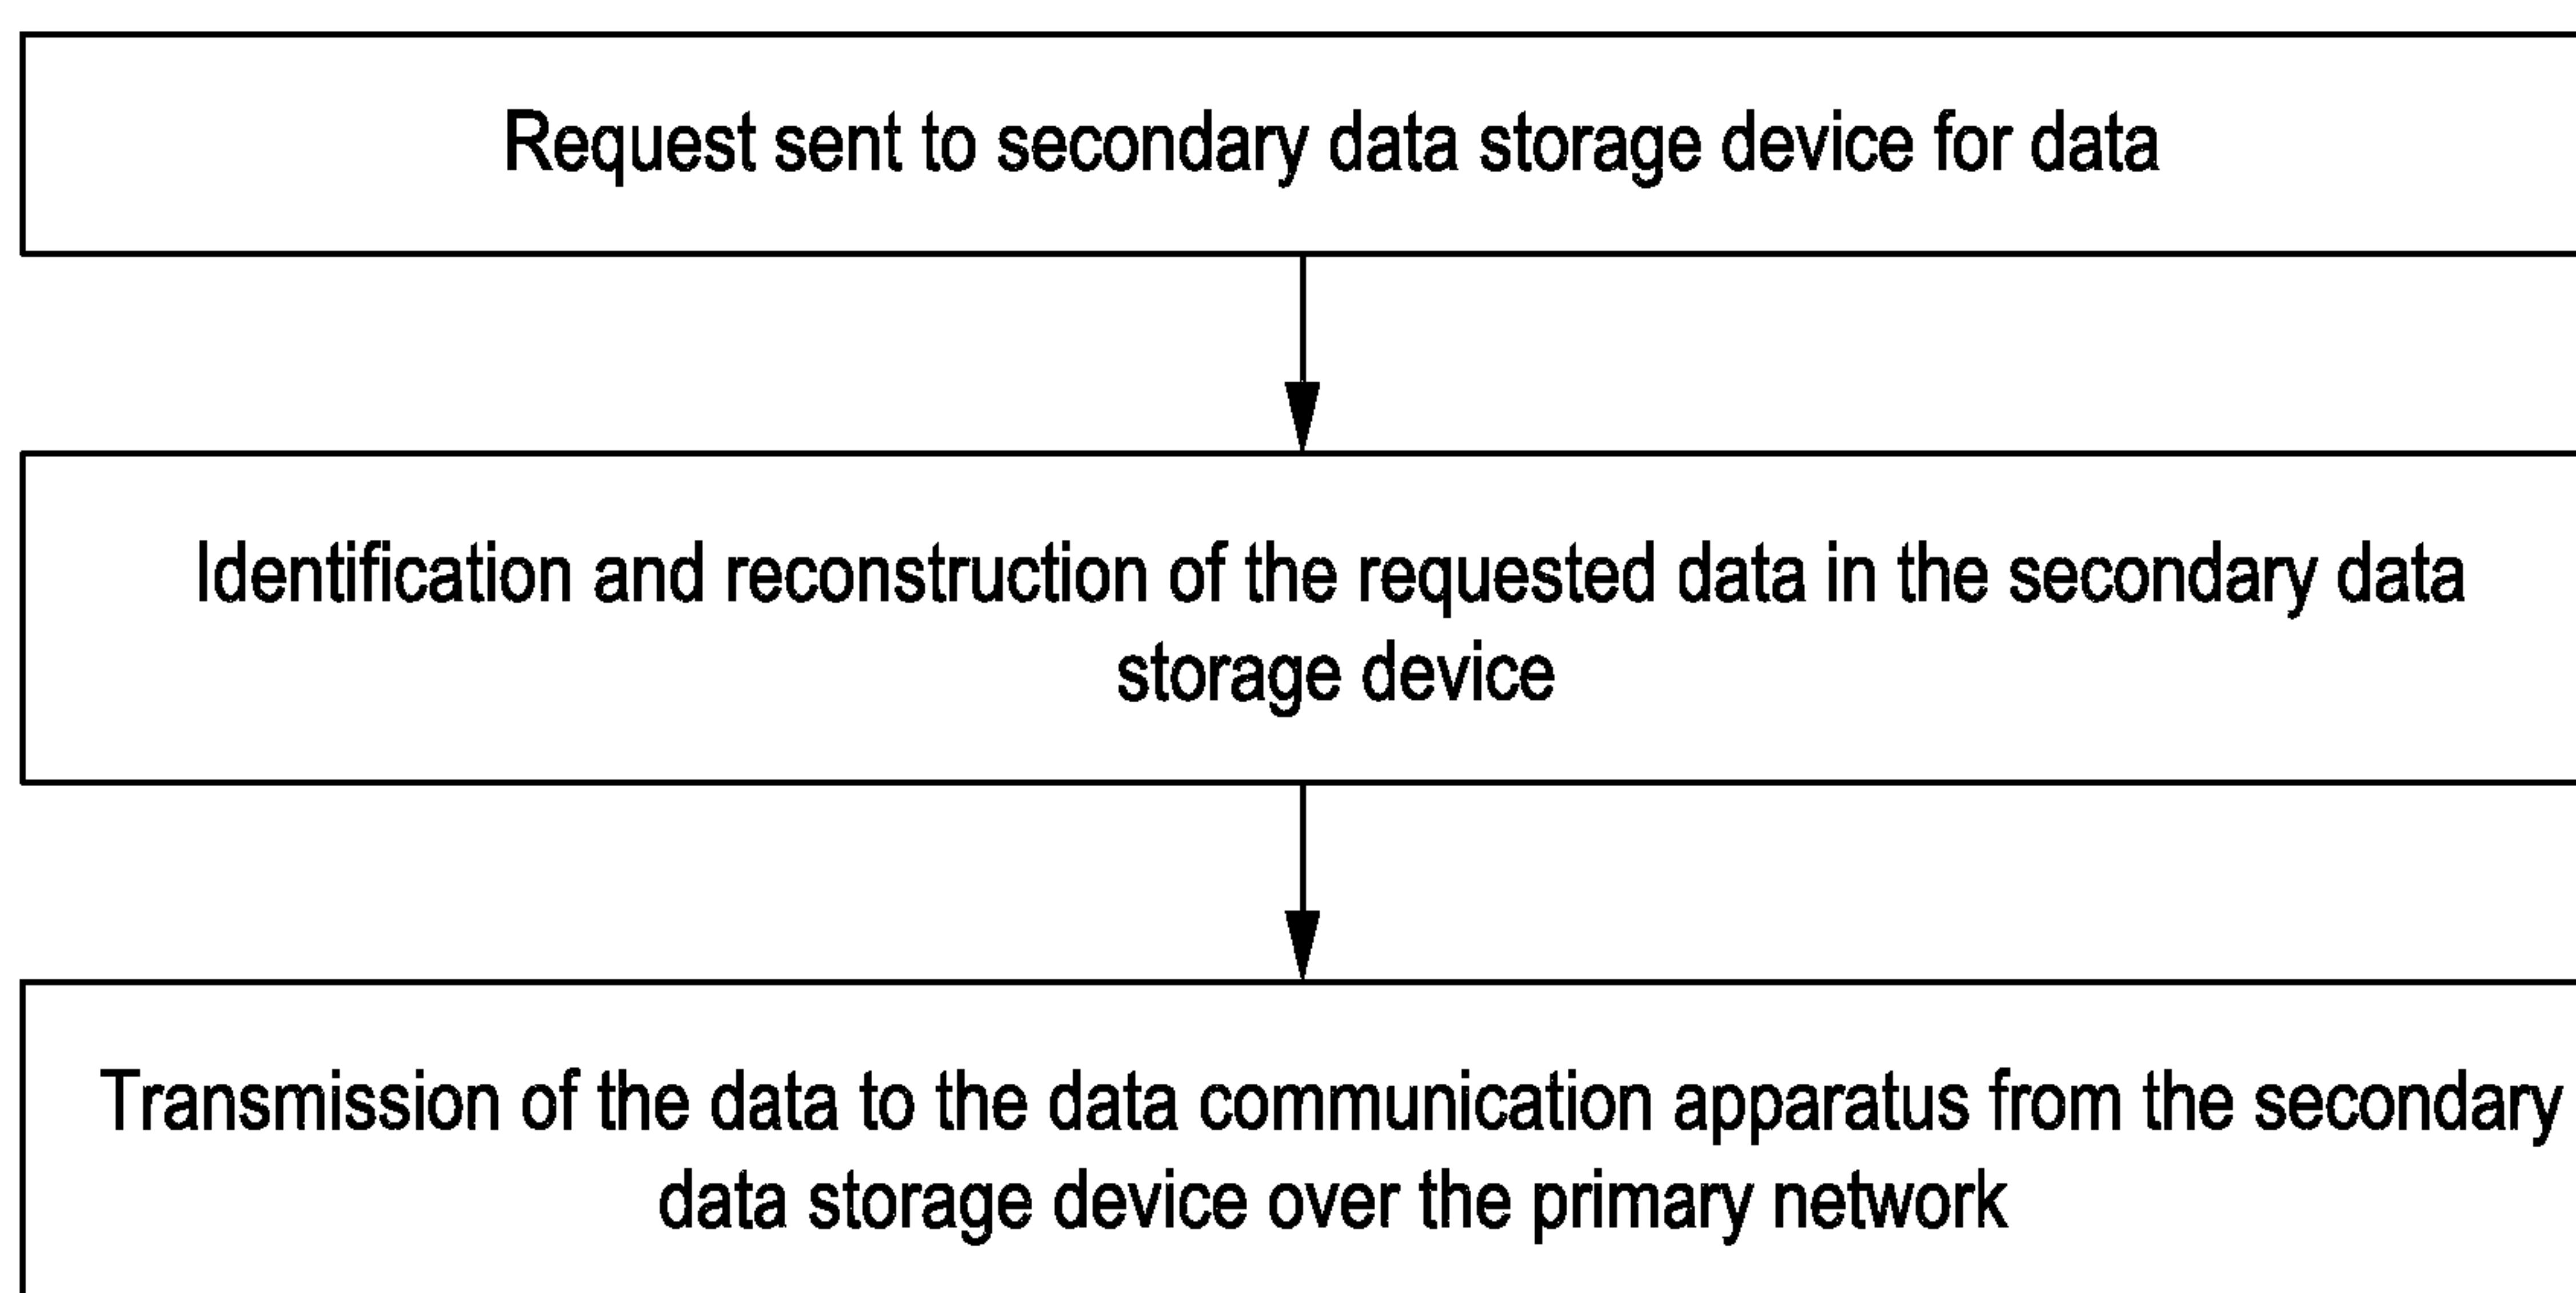 Request sent to secondary data storage device for data
Identification and reconstruction of the requested data in the secondary data
storage device
Transmission of the data to the data communication apparatus from the secondary
data storage device over the primary network